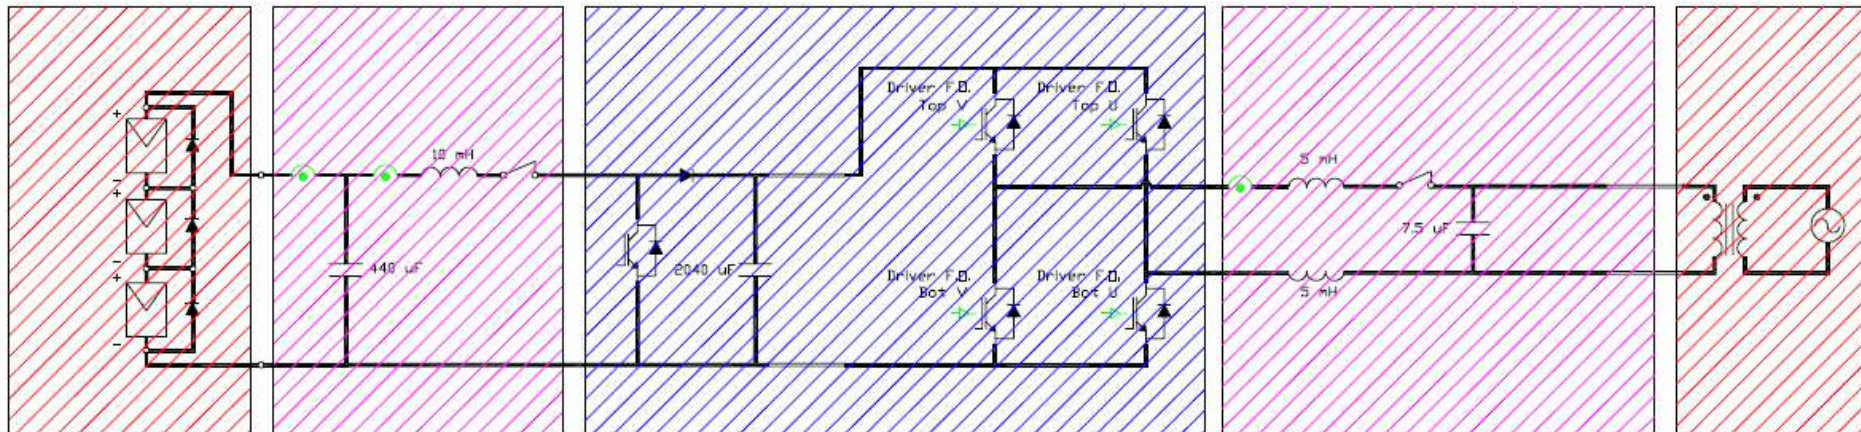 +
-
+
-
+
-
10 mH
440 uF
2040 uF
Driver F.O.
Top V
Driver F.O.
Top U
Driver F.O.
Bot V
Driver F.O.
Bot U
5 mH
7.5 uF
5 mH